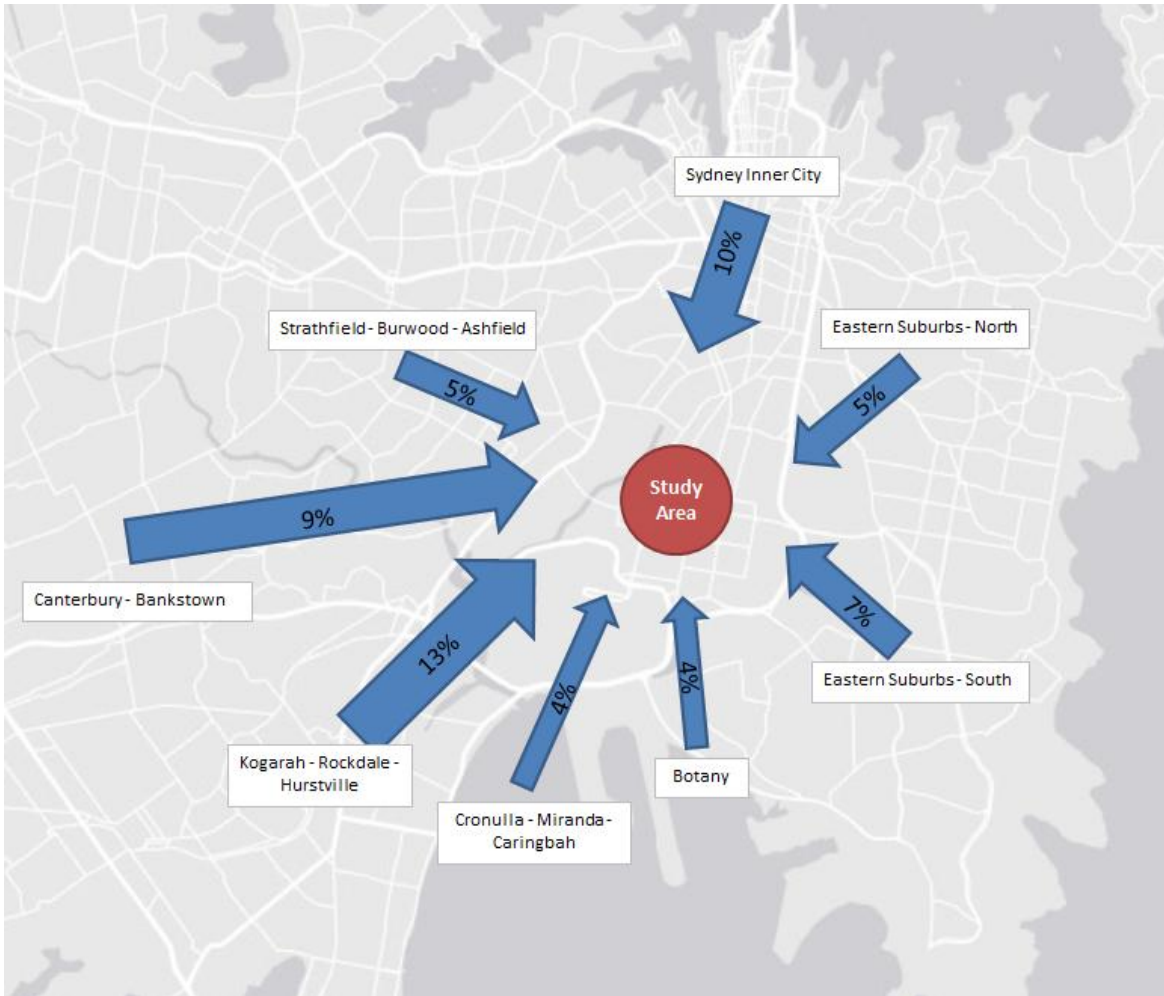 Sydney Inner City
10%
Strathfield - Burwood - Ashfield
5%
Eastern Suburbs - North
5%
Study
Area
9%
Canterbury - Bankstown
13%
Kogarah - Rockdale -
Hurstville
4%
Cronulla - Miranda-
Caringbah
4%
Botany
7%
Eastern Suburbs - South